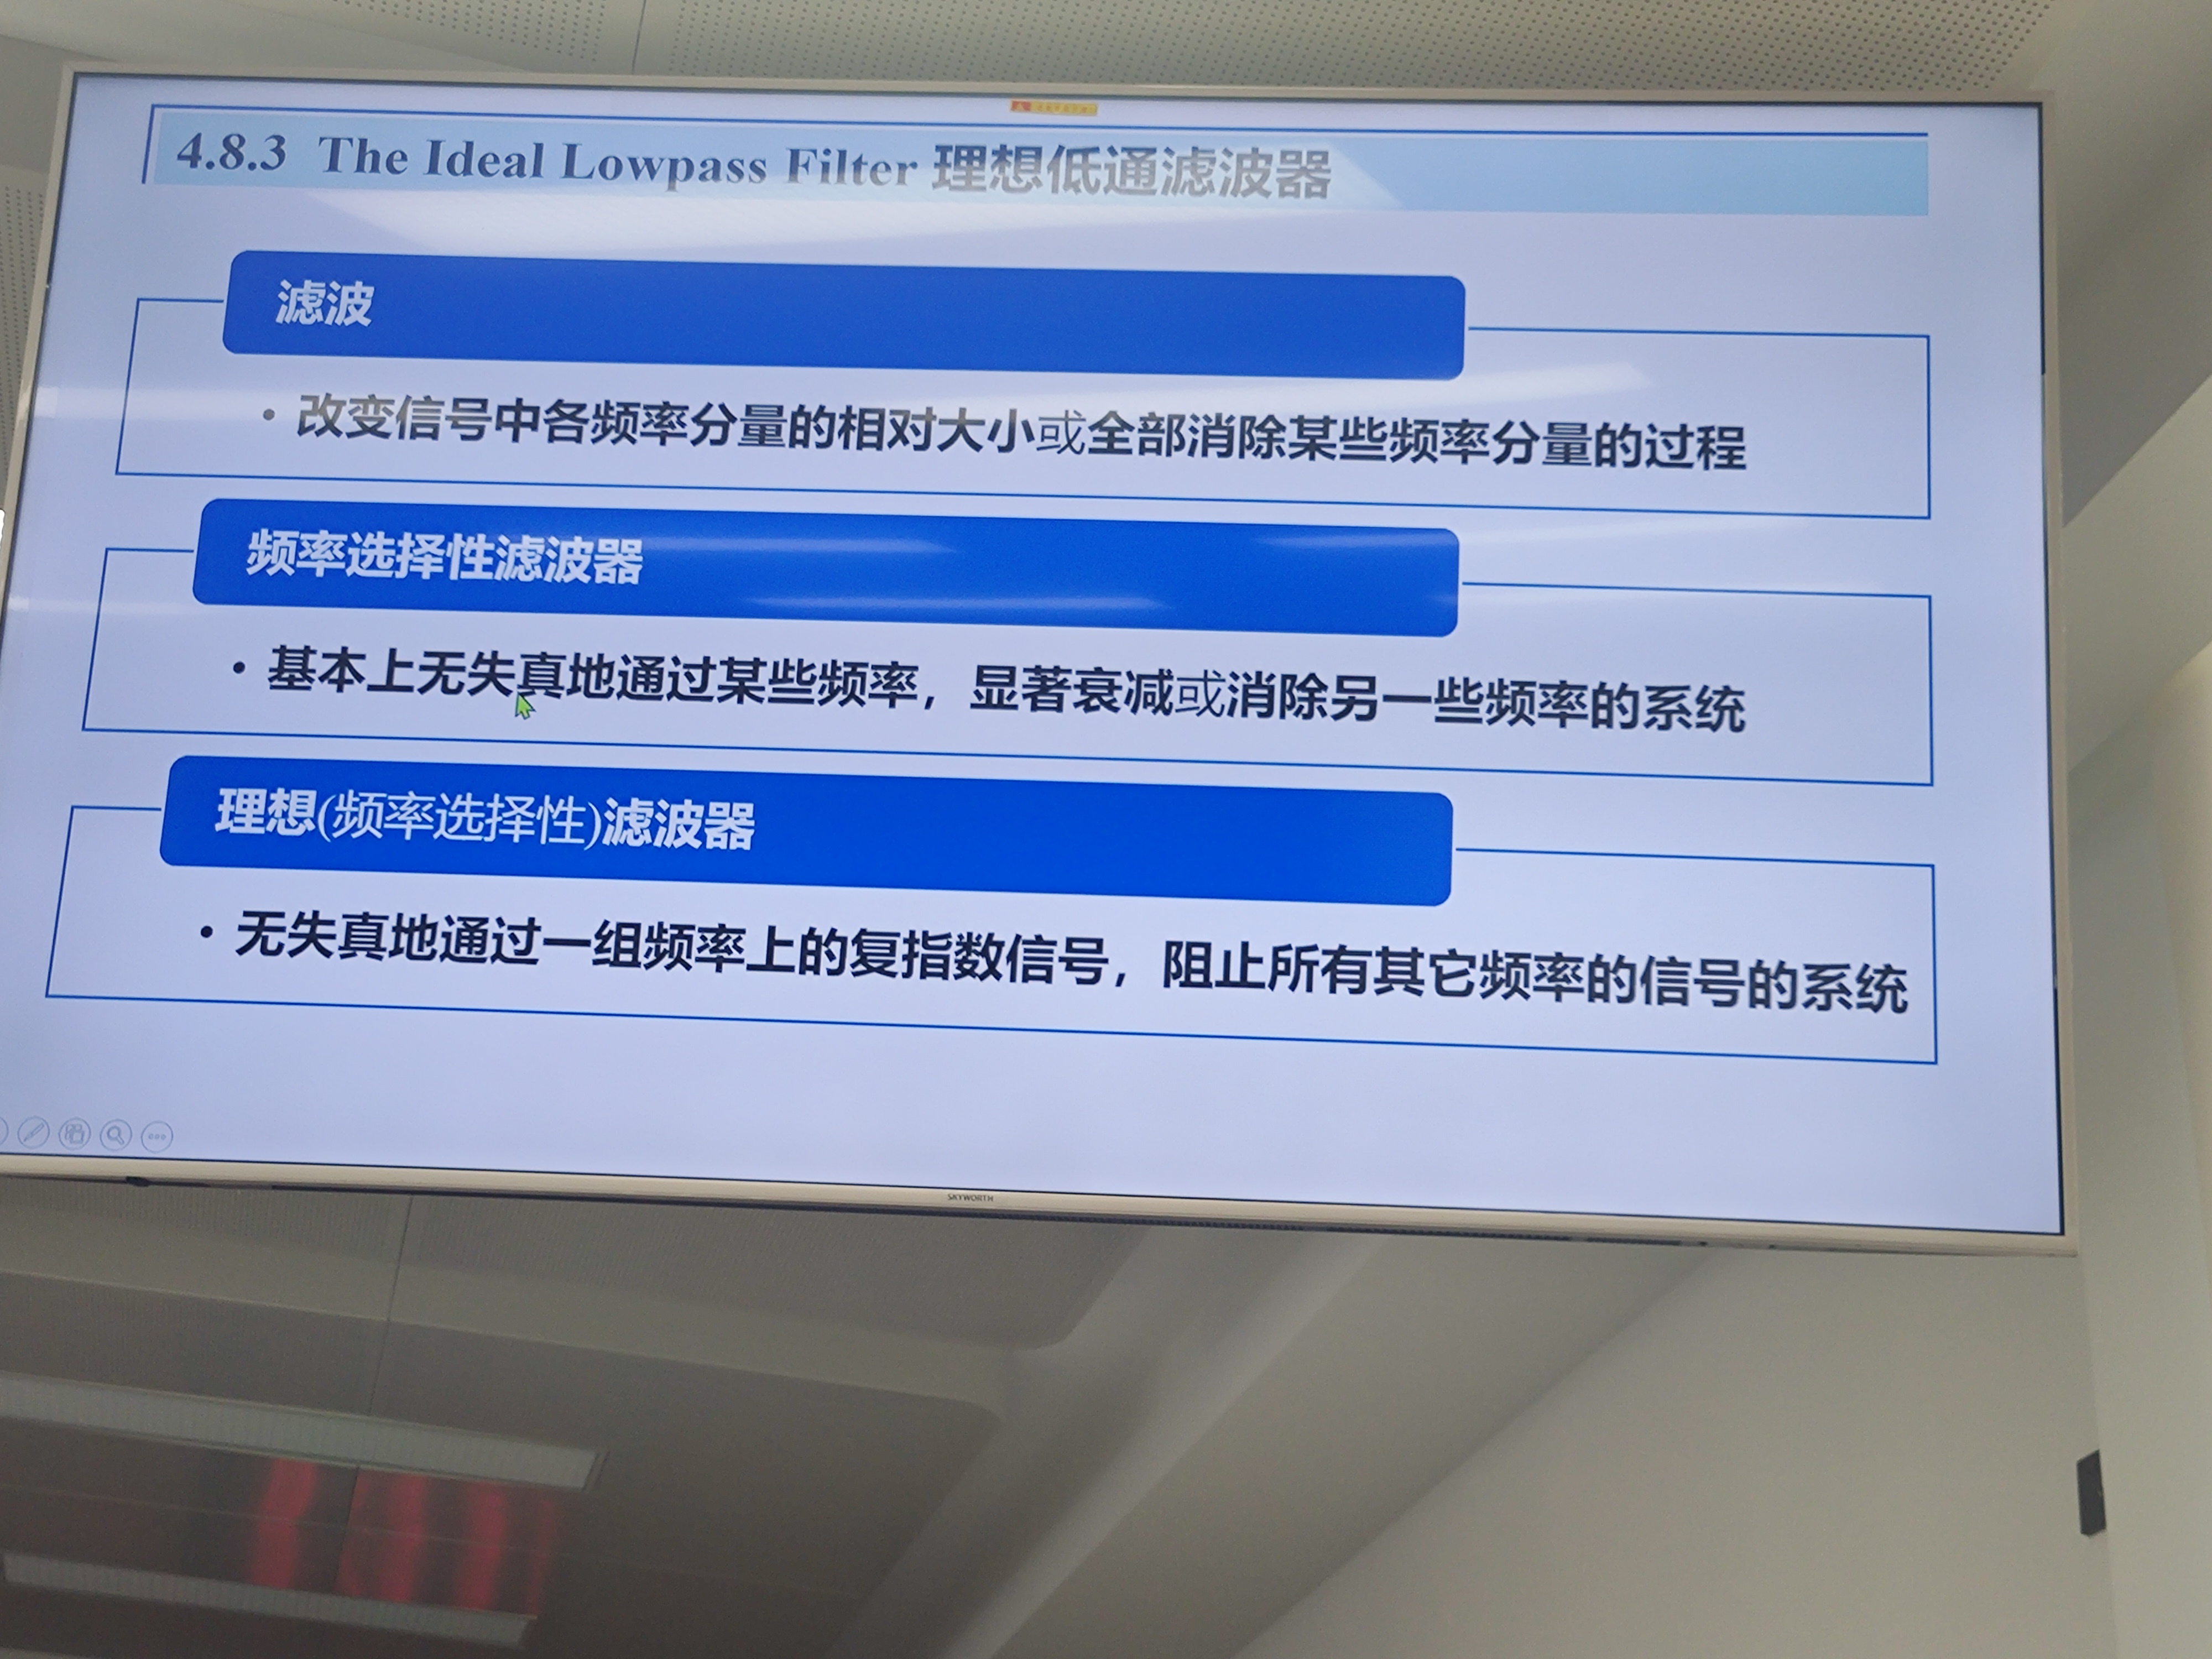 4.8.3 The Ideal Lowpass Filter 理想低通滤波器
滤波
• 改变信号中各频率分量的相对大小或全部消除某些频率分量的过程
频率选择性滤波器
• 基本上无失真地通过某些频率，显著衰减或消除另一些频率的系统
理想(频率选择性)滤波器
• 无失真地通过一组频率上的复指数信号，阻止所有其它频率的信号的系统
SKYWORTH